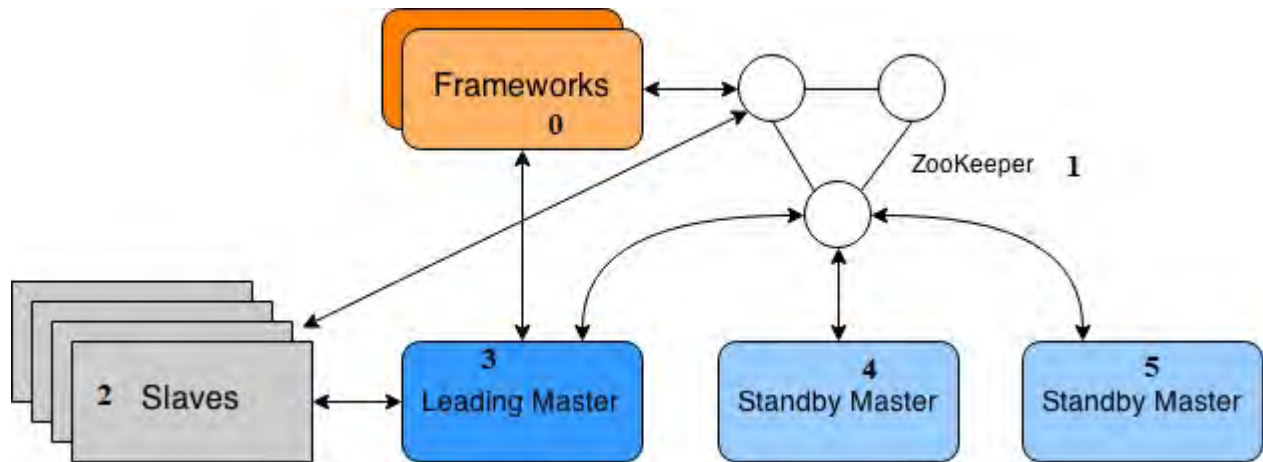 Frameworks
0
ZooKeeper 1
3
4
5
2 Slaves
Leading Master
Standby Master
Standby Master